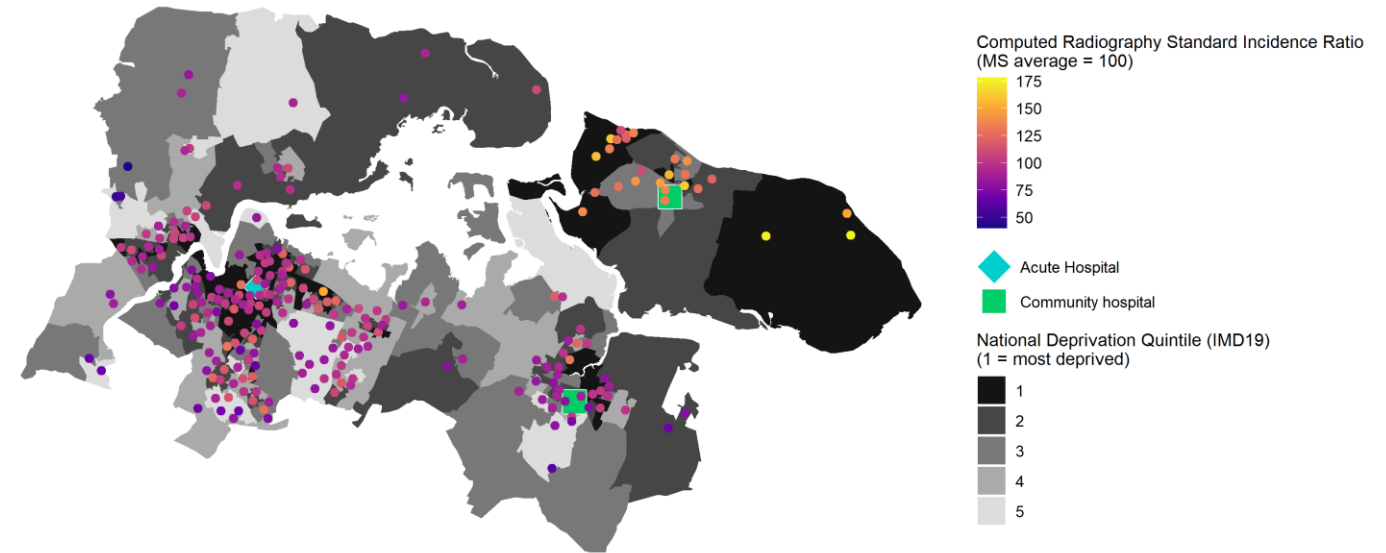 Computed Radiography Standard Incidence Ratio
(MS average = 100)
175
150
125
100
75
50
Acute Hospital
Community hospital
National Deprivation Quintile (IMD19)
(1 = most deprived)
1
2
3
4
5